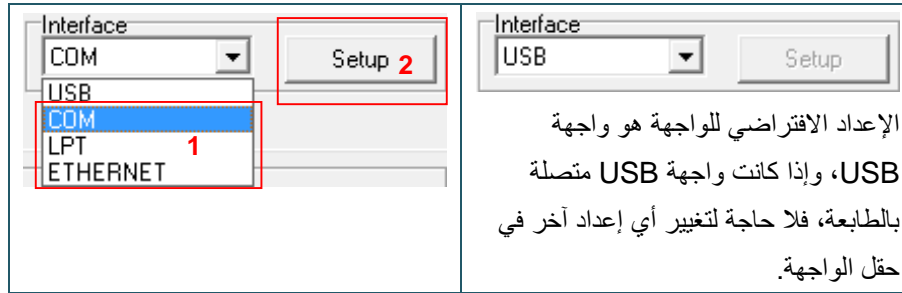 Interface
COM
Setup 2
USB
COM
LPT 1
ETHERNET
Interface
USB
Setup
الإعداد الافتراضي للواجهة هو واجهة
USB، وإذا كانت واجهة USB متصلة
بالطابعة، فلا حاجة لتغيير أي إعداد آخر في
حقل الواجهة.